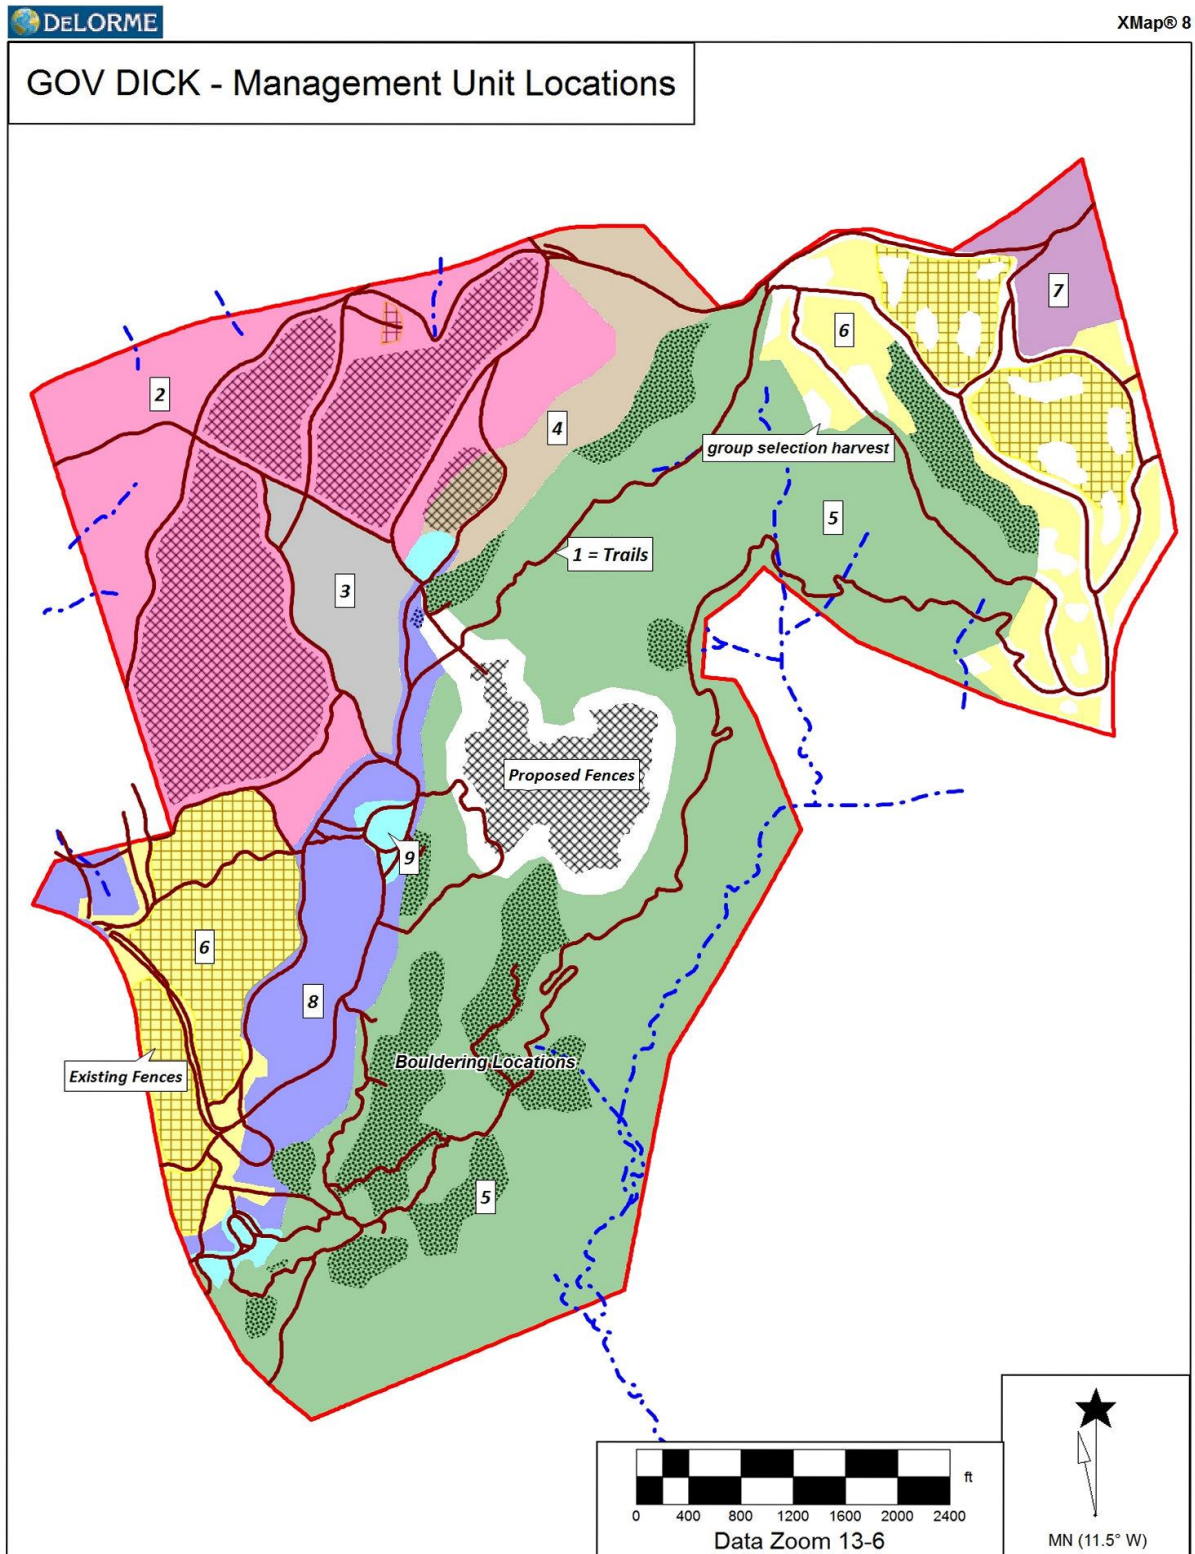 DELORME
XMap® 8
GOV DICK - Management Unit Locations
7
6
2
4
group selection harvest
5
1 = Trails
3
Proposed Fences
9
6
8
Bouldering Locations
Existing Fences
5
ft
0 400 800 1200 1600 2000 2400
Data Zoom 13-6
MN (11.5° W)